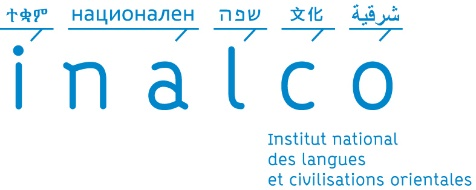 ተቋም национален שפה 文化 شرقية
inalco
Institut national
des langues
et civilisations orientales